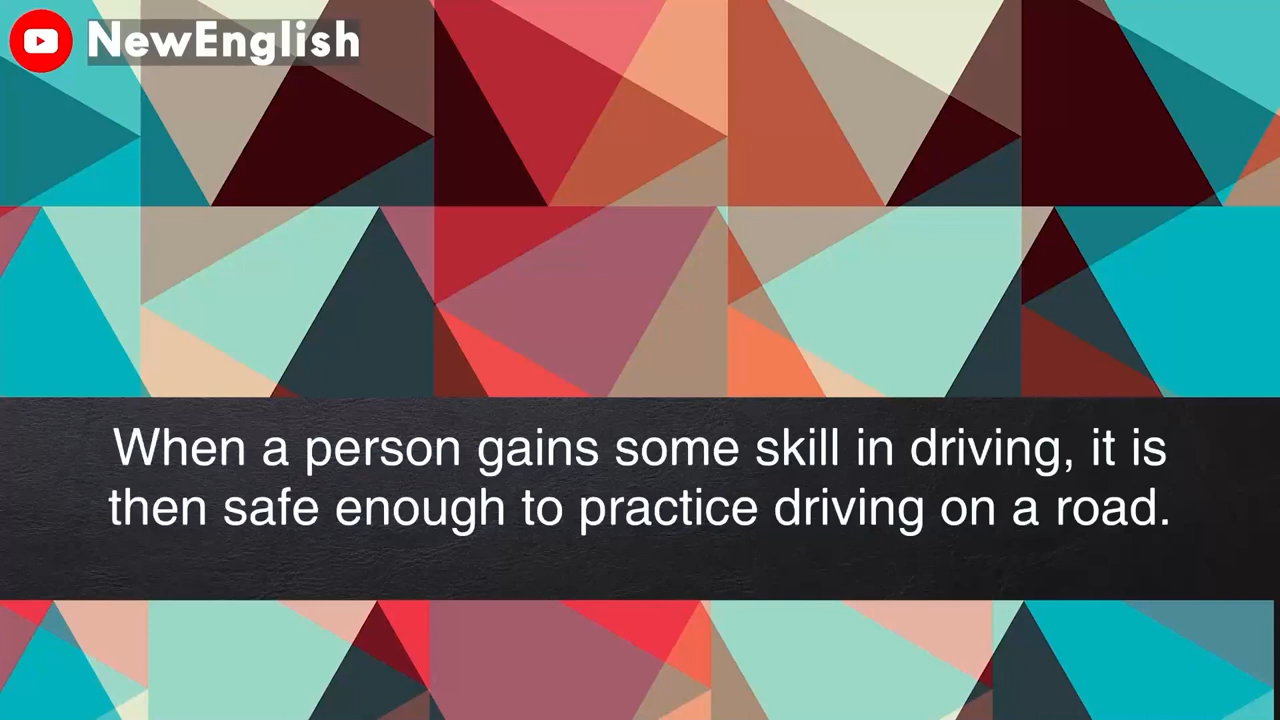 NewEnglish
When a person gains some skill in driving, it is
then safe enough to practice driving on a road.